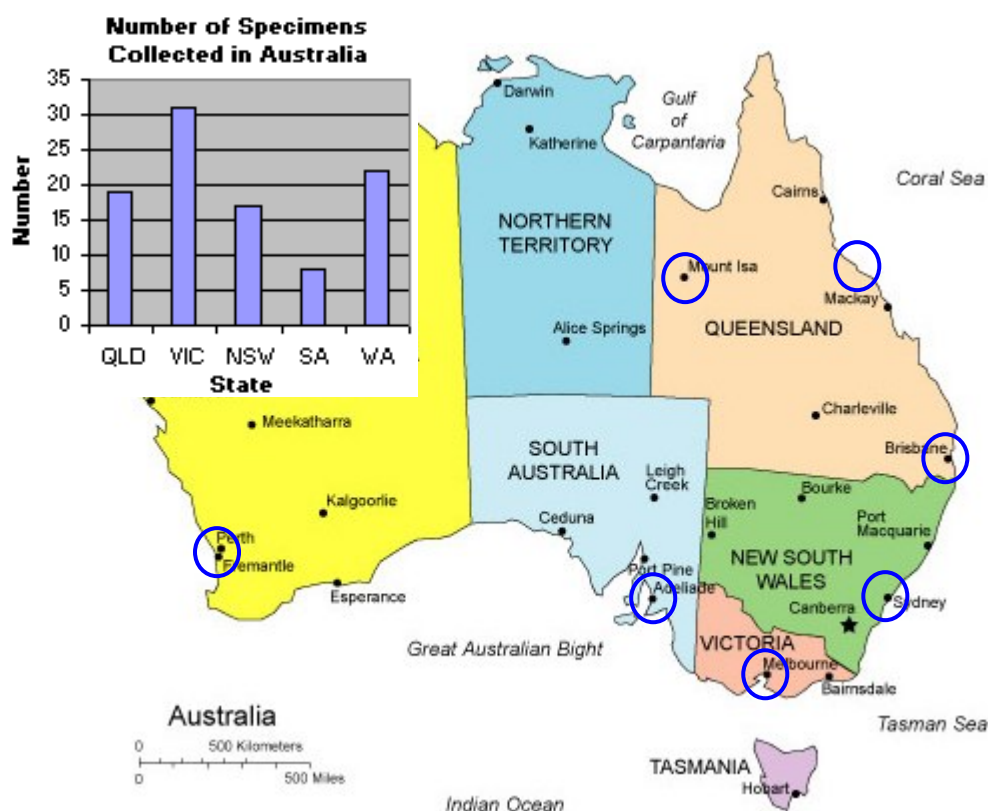 Number of Specimens
Collected in Australia
35
30
25
20
15
10
5
0
Number
QLD VIC NSW SA WA
State
Darwin
Katherine
Gulf
of
Carpantaria
Coral Sea
Cairns
NORTHERN
TERRITORY
Mount Isa
Mackay
QUEENSLAND
Alice Springs
Meekatharra
Charleville
SOUTH
AUSTRALIA
Leigh
Creek
Brisbane
Kalgoorlie
Ceduna
Broken
Hill
Bourke
Port
Macquarie
Perth
Fremantle
Port Pine
Adeliade
NEW SOUTH
WALES
Esperance
Canberra
Sydney
Great Australian Bight
VICTORIA
Melbourne
Bairnsdale
Tasman Sea
Australia
0 500 Kilometers
0 500 Miles
TASMANIA
Hobart
Indian Ocean